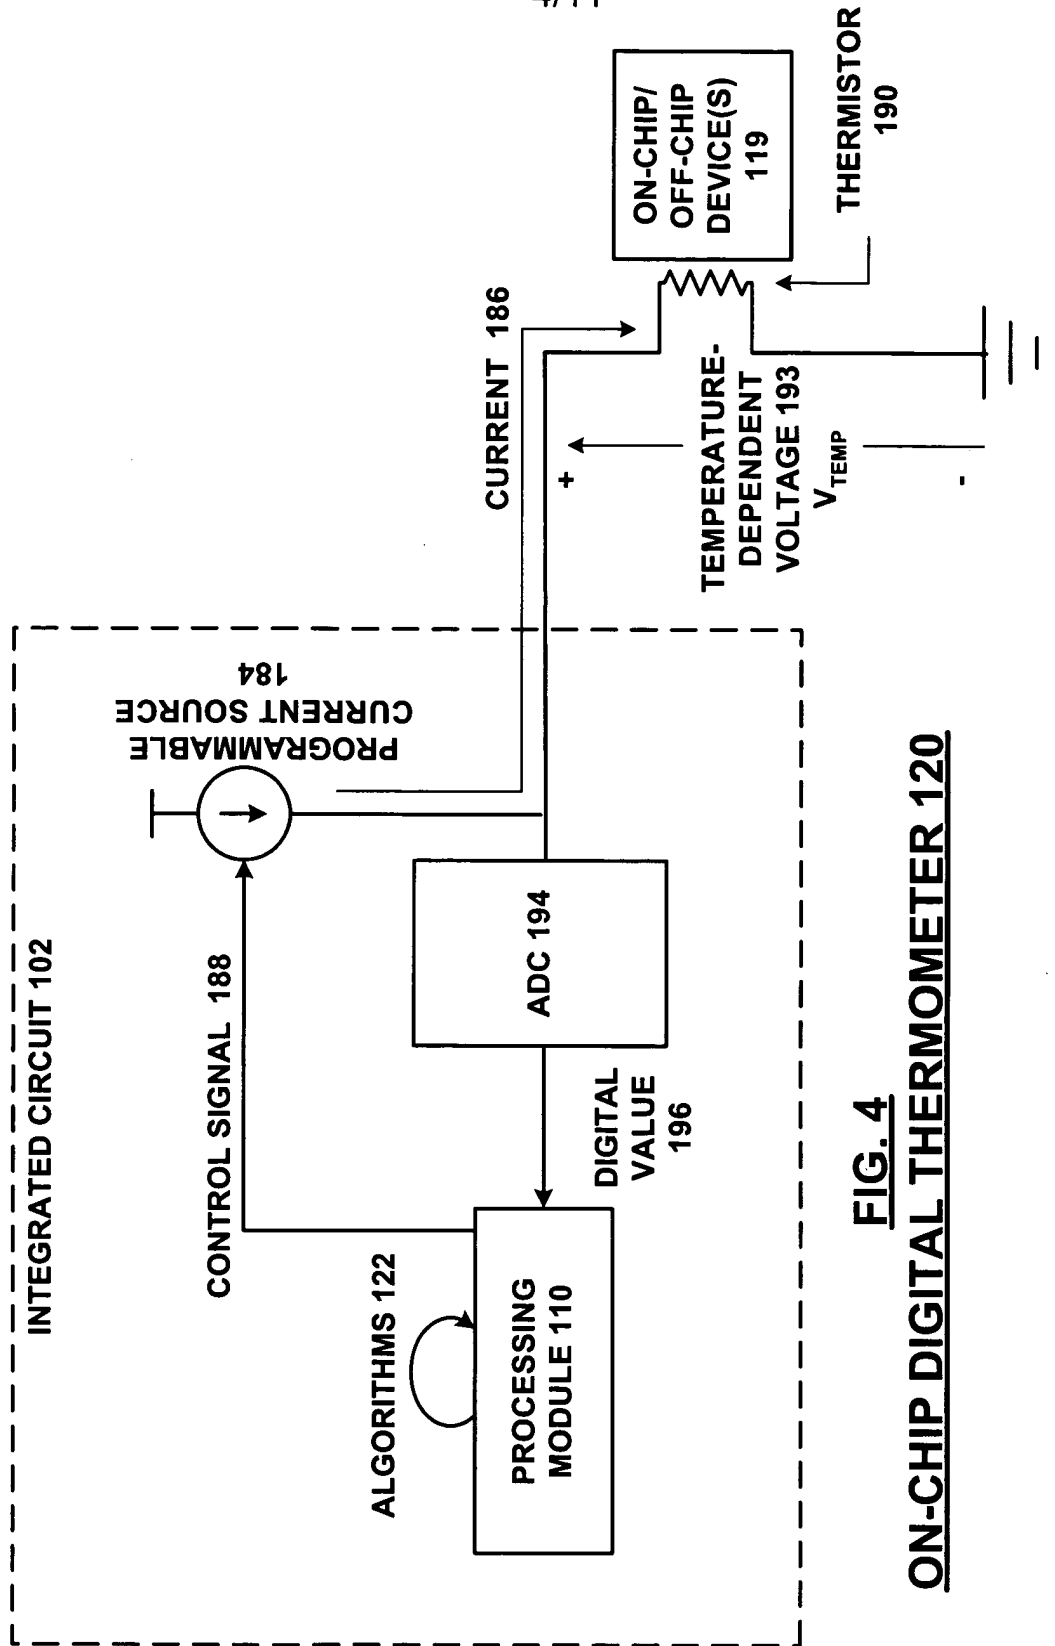 INTEGRATED CIRCUIT 102
CONTROL SIGNAL 188
PROGRAMMABLE
CURRENT SOURCE
184
ALGORITHMS 122
PROCESSING
MODULE 110
DIGITAL
VALUE
196
ADC 194
CURRENT 186
+
TEMPERATURE-
DEPENDENT
VOLTAGE 193
VTEMP
-
ON-CHIP/
OFF-CHIP
DEVICE(S)
119
THERMISTOR
190
FIG. 4
ON-CHIP DIGITAL THERMOMETER 120